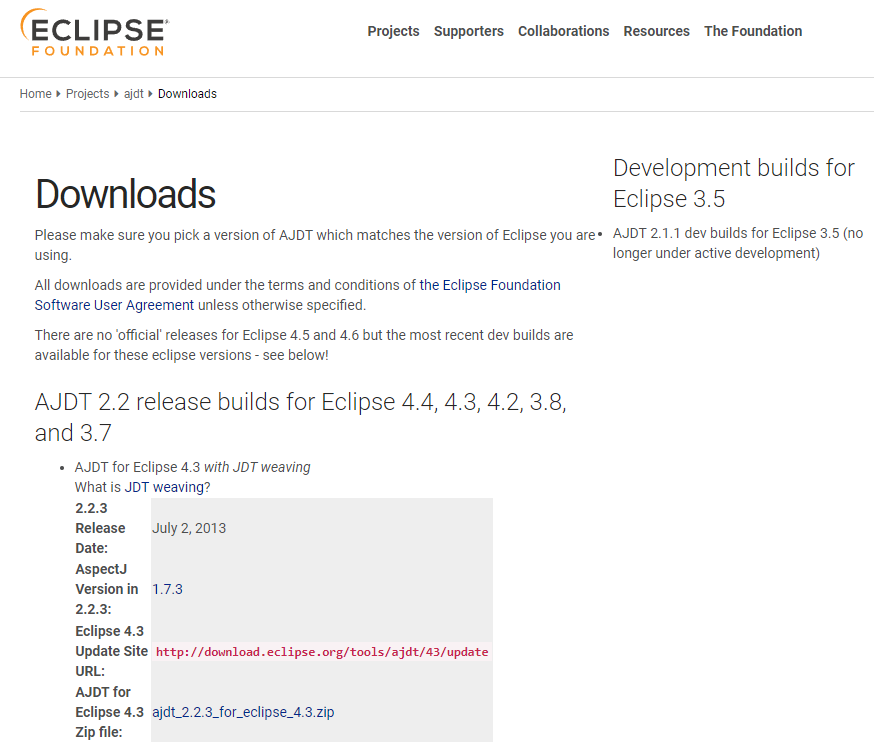 ECLIPSE
FOUNDATION
Projects Supporters Collaborations Resources The Foundation
Home Projects ajdt Downloads
Downloads
Please make sure you pick a version of AJDT which matches the version of Eclipse you are
using.
All downloads are provided under the terms and conditions of the Eclipse Foundation
Software User Agreement unless otherwise specified.
There are no 'official' releases for Eclipse 4.5 and 4.6 but the most recent dev builds are
available for these eclipse versions - see below!
AJDT 2.2 release builds for Eclipse 4.4, 4.3, 4.2, 3.8,
and 3.7
• AJDT for Eclipse 4.3 with JDT weaving
What is JDT weaving?
2.2.3
Release July 2, 2013
Date:
AspectJ
Version in 1.7.3
2.2.3:
Eclipse 4.3
Update Site http://download.eclipse.org/tools/ajdt/43/update
URL:
AJDT for
Eclipse 4.3 ajdt_2.2.3_for_eclipse_4.3.zip
Zip file:
Development builds for
Eclipse 3.5
• AJDT 2.1.1 dev builds for Eclipse 3.5 (no
longer under active development)